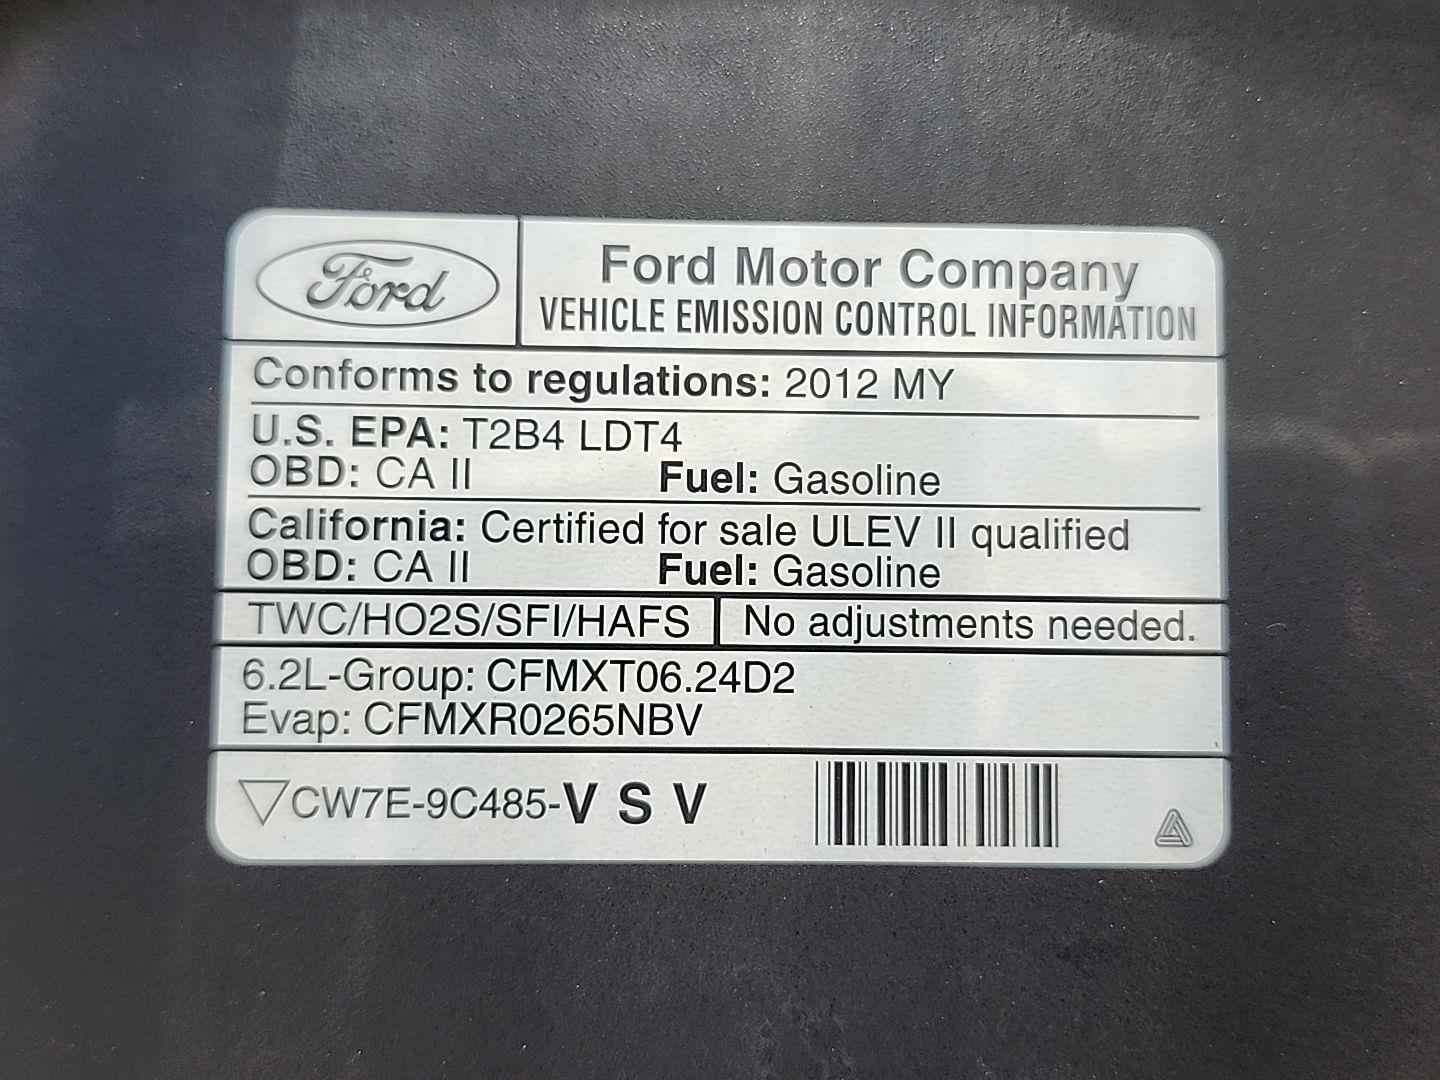 Ford
Ford Motor Company
VEHICLE EMISSION CONTROL INFORMATION
Conforms to regulations: 2012 MY
U.S. EPA: T2B4 LDT4
OBD: CA II Fuel: Gasoline
California: Certified for sale ULEV II qualified
OBD: CA II Fuel: Gasoline
TWC/HO2S/SFI/HAFS No adjustments needed.
6.2L-Group: CFMXT06.24D2
Evap: CFMXR0265NBV
CW7E-9C485-V S V